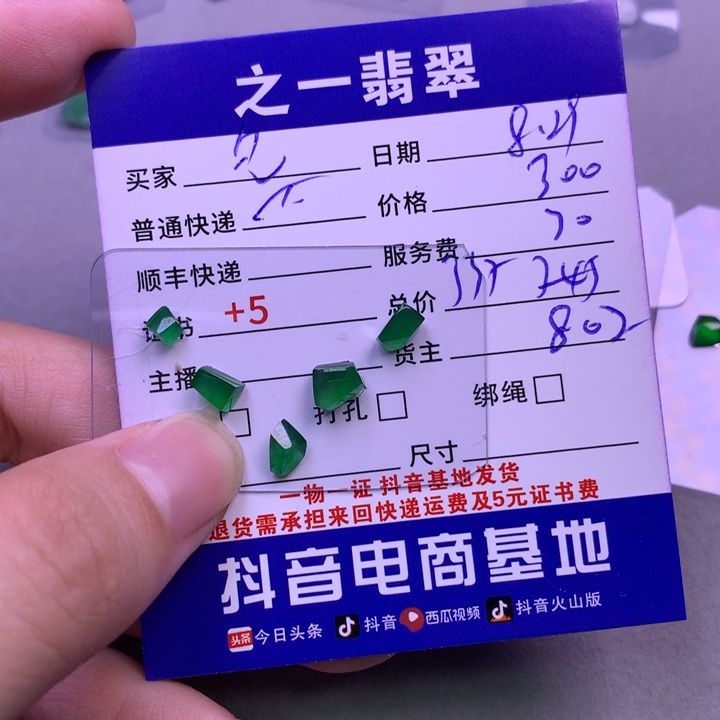 之一翡翠
买家 日期 8.29
普通快递 价格 300
顺丰快递 服务费 70
+5 总价
主播 货主 802
打孔 绑绳
尺寸
一物一证 抖音基地发货
退货需承担来回快递运费及5元证书费
抖音电商基地
头条 今日头条 抖音 西瓜视频 抖音火山版